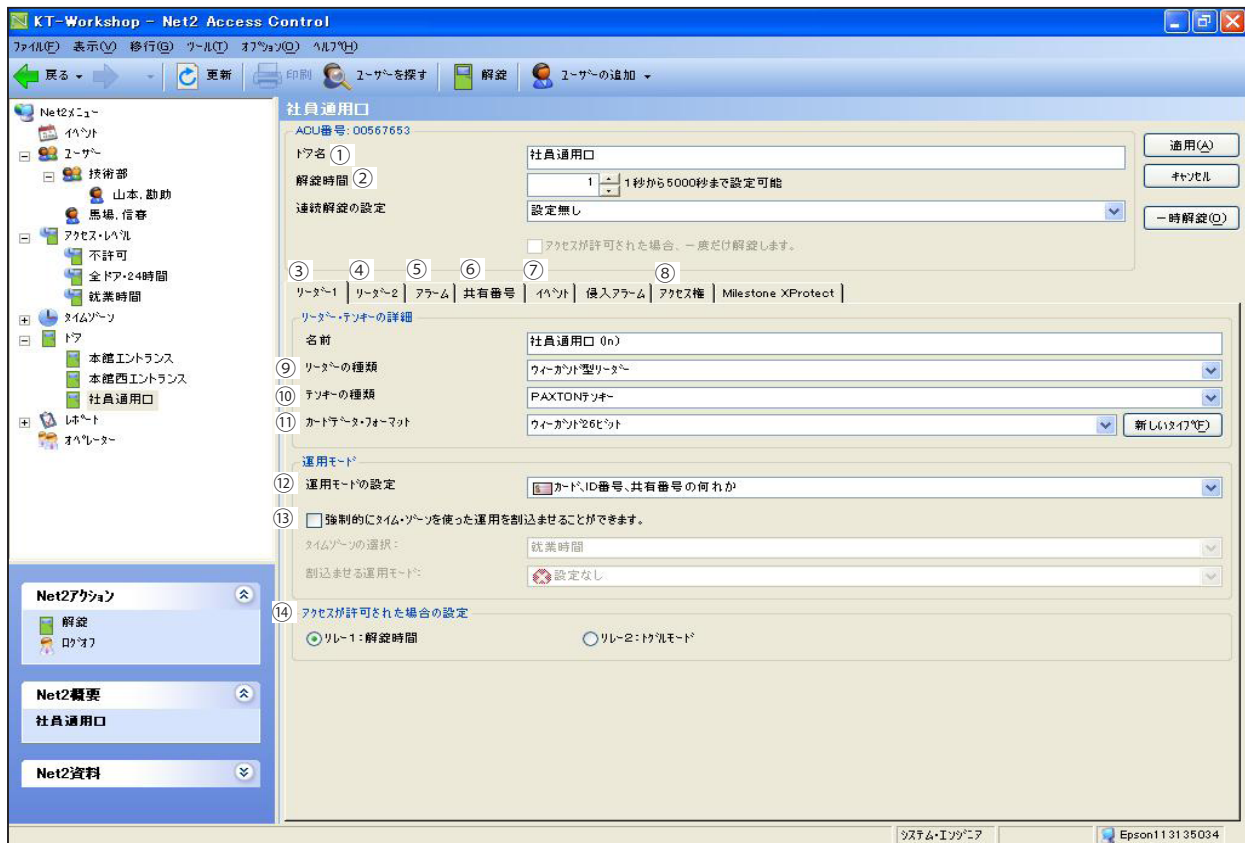 KT-Workshop - Net2 Access Control
ファイル(F) 表示(V) 移行(G) ツール(T) オプション(O) ヘルプ(H)
戻る 更新 印刷 ユーザーを探す 解錠 ユーザーの追加
Net2メニュー
イベント
ユーザー
技術部
山本, 勘助
馬場, 信春
アクセス・レベル
不許可
全ドア・24時間
就業時間
タイムゾーン
ドア
本館エントランス
本館西エントランス
社員通用口
レポート
オペレーター
Net2アクション
解錠
ログオフ
Net2概要
社員通用口
Net2資料
社員通用口
ACU番号: 00567653
ドア名 ① 社員通用口
解錠時間 ② 1 1秒から5000秒まで設定可能
連続解錠の設定 設定無し
アクセスが許可された場合、一度だけ解錠します。
適用(A)
キャンセル
一時解錠(O)
③ ④ ⑤ ⑥ ⑦ ⑧
リーダー1 リーダー2 アラーム 共有番号 イベント 侵入アラーム アクセス権 Milestone XProtect
リーダー・テンキーの詳細
名前 社員通用口 (In)
⑨ リーダーの種類 ウィーガンド型リーダー
⑩ テンキーの種類 PAXTONテンキー
⑪ カードデータ・フォーマット ウィーガンド26ビット 新しいタイプ(F)
運用モード
⑫ 運用モードの設定 カード、ID番号、共有番号の何れか
⑬ 強制的にタイム・ゾーンを使った運用を割込ませることができます。
タイムゾーンの選択: 就業時間
割込ませる運用モード: 設定なし
⑭ アクセスが許可された場合の設定
リレー1:解錠時間 リレー2:トグルモード
システム・エンジニア Epson113135034